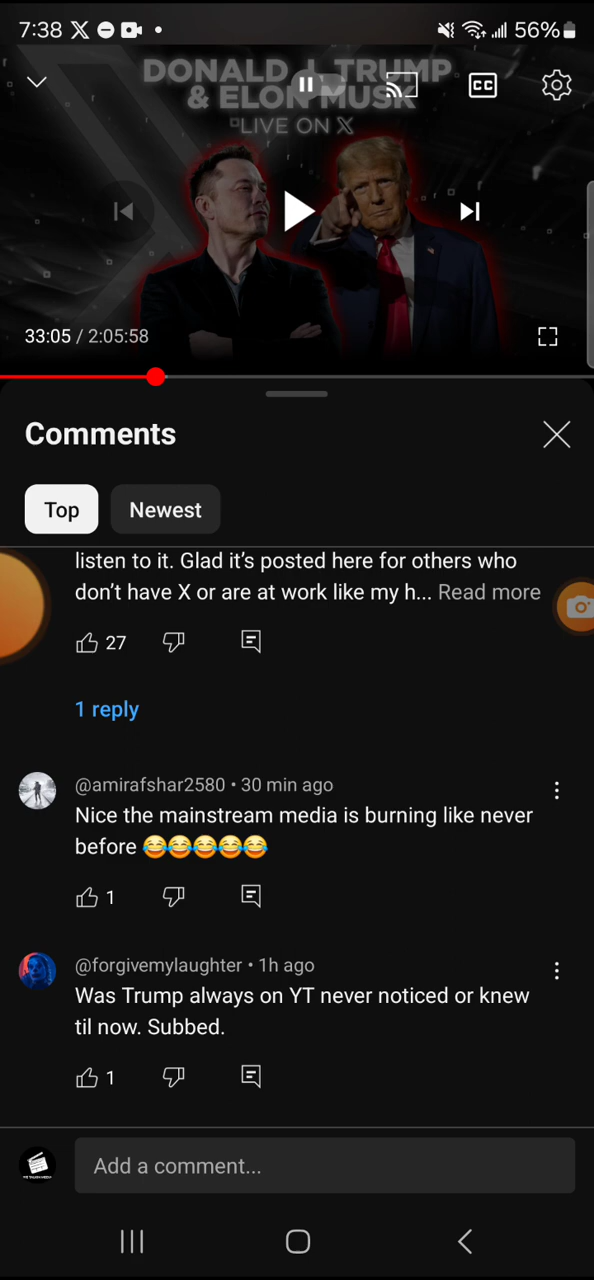 7:38
56%
DONALD J. TRUMP
& ELON MUSK
LIVE ON X
CC
33:05 / 2:05:58
Comments
Top
Newest
listen to it. Glad it’s posted here for others who
don’t have X or are at work like my h... Read more
27
1 reply
@amirafshar2580 • 30 min ago
Nice the mainstream media is burning like never
before 😂😂😂😂😂
1
@forgivemylaughter • 1h ago
Was Trump always on YT never noticed or knew
til now. Subbed.
1
Add a comment...